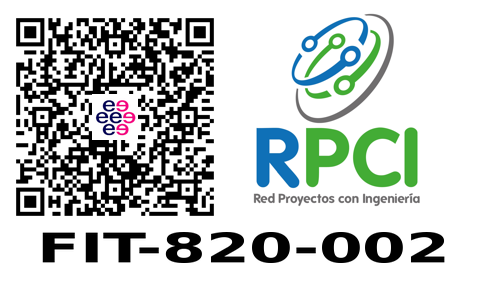 RPCI
Red Proyectos con Ingeniería
FIT-820-002